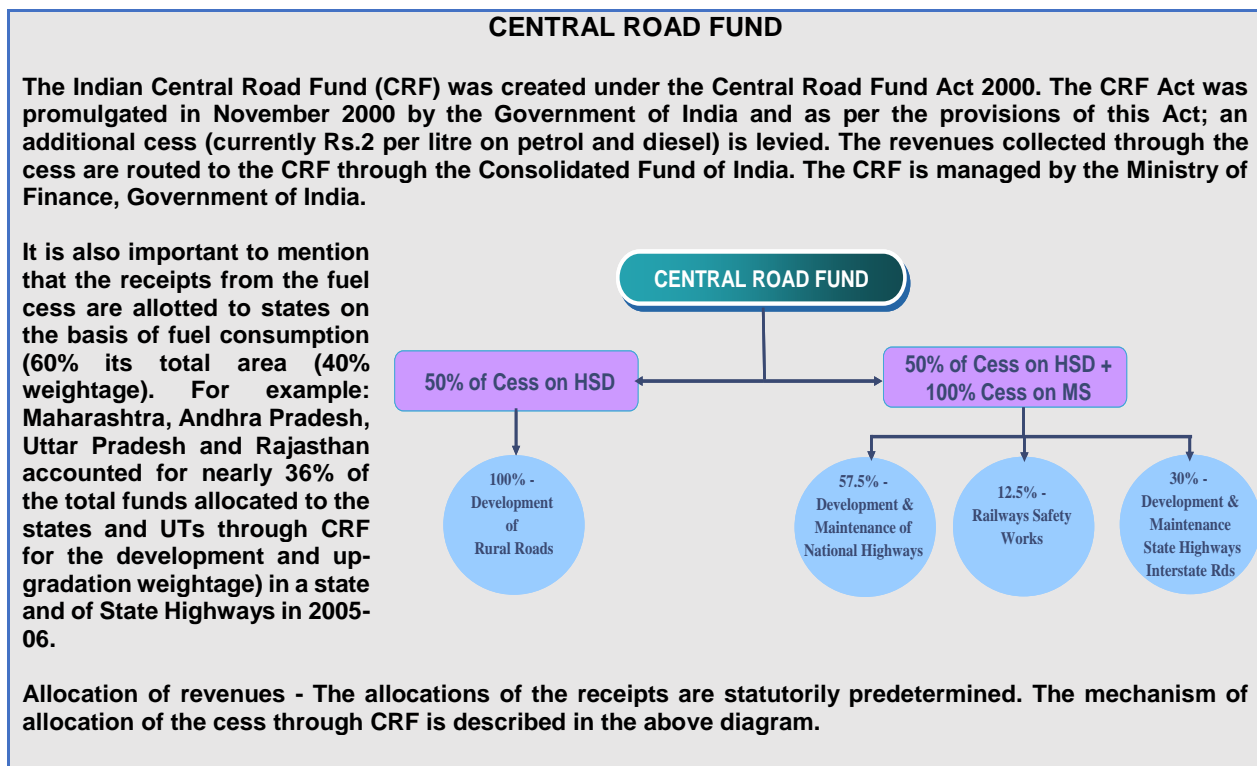 CENTRAL ROAD FUND
The Indian Central Road Fund (CRF) was created under the Central Road Fund Act 2000. The CRF Act was
promulgated in November 2000 by the Government of India and as per the provisions of this Act; an
additional cess (currently Rs.2 per litre on petrol and diesel) is levied. The revenues collected through the
cess are routed to the CRF through the Consolidated Fund of India. The CRF is managed by the Ministry of
Finance, Government of India.
It is also important to mention
that the receipts from the fuel
cess are allotted to states on
the basis of fuel consumption
(60% its total area (40%
weightage). For example:
Maharashtra, Andhra Pradesh,
Uttar Pradesh and Rajasthan
accounted for nearly 36% of
the total funds allocated to the
states and UTs through CRF
for the development and up-
gradation weightage) in a state
and of State Highways in 2005-
06.
CENTRAL ROAD FUND
50% of Cess on HSD
50% of Cess on HSD +
100% Cess on MS
100% -
Development
of
Rural Roads
57.5% -
Development &
Maintenance of
National Highways
12.5% -
Railways Safety
Works
30% -
Development &
Maintenance
State Highways
Interstate Rds
Allocation of revenues - The allocations of the receipts are statutorily predetermined. The mechanism of
allocation of the cess through CRF is described in the above diagram.